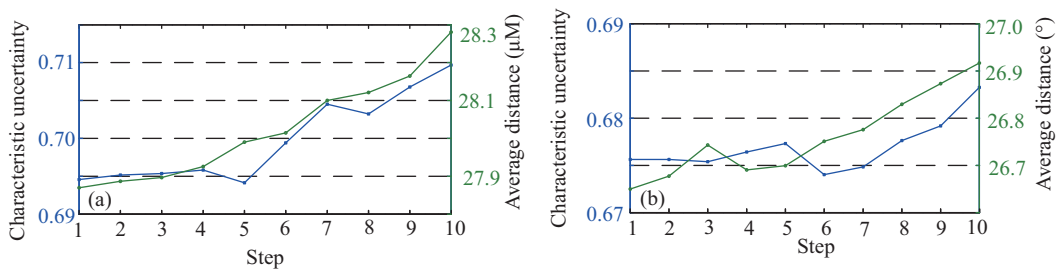 Characteristic uncertainty
0.71
0.70
0.69
28.3
28.1
27.9
Average distance (μM)
(a)
1 2 3 4 5 6 7 8 9 10
Step
Characteristic uncertainty
0.69
0.68
0.67
27.0
26.9
26.8
26.7
Average distance (°)
(b)
1 2 3 4 5 6 7 8 9 10
Step